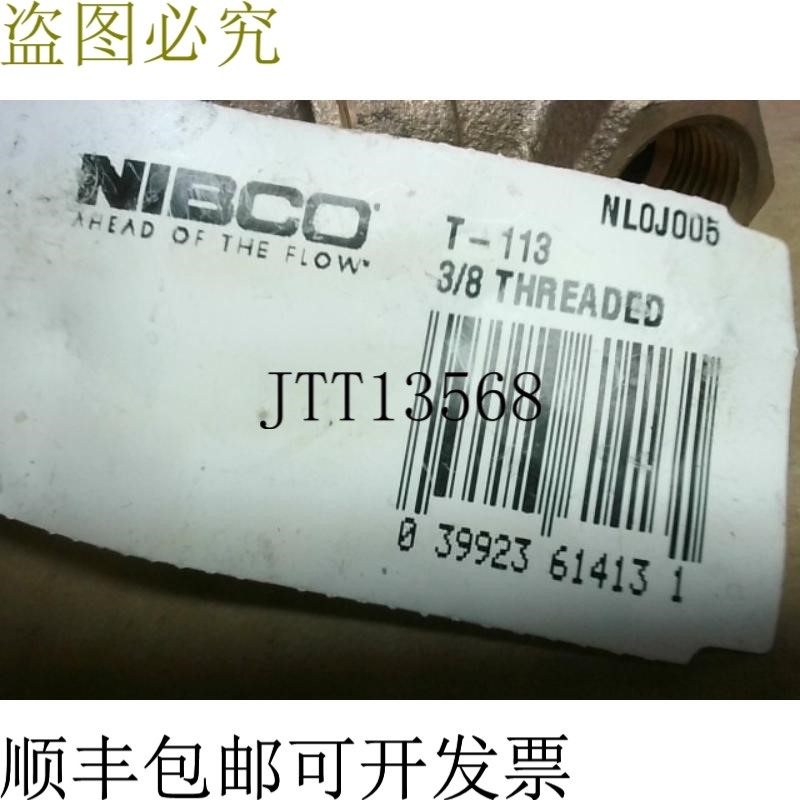 盗图必究
NIBCO®
AHEAD OF THE FLOW®
NL0J005
T-113
3/8 THREADED
JTT13568
0 39923 61413 1
顺丰包邮可开发票